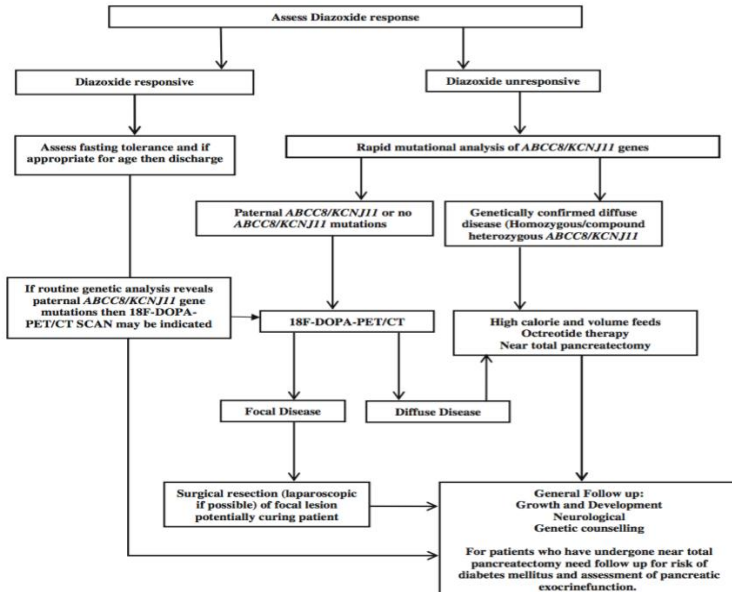 Assess Diazoxide response
Diazoxide responsive
Diazoxide unresponsive
Assess fasting tolerance and if
appropriate for age then discharge
Rapid mutational analysis of ABCC8/KCNJ11 genes
Paternal ABCC8/KCNJ11 or no
ABCC8/KCNJ11 mutations
Genetically confirmed diffuse
disease (Homozygous/compound
heterozygous ABCC8/KCNJ11
If routine genetic analysis reveals
paternal ABCC8/KCNJ11 gene
mutations then 18F-DOPA-
PET/CT SCAN may be indicated
18F-DOPA-PET/CT
High calorie and volume feeds
Octreotide therapy
Near total pancreatectomy
Focal Disease
Diffuse Disease
Surgical resection (laparoscopic
if possible) of focal lesion
potentially curing patient
General Follow up:
Growth and Development
Neurological
Genetic counselling
For patients who have undergone near total
pancreatectomy need follow up for risk of
diabetes mellitus and assessment of pancreatic
exocrinefunction.